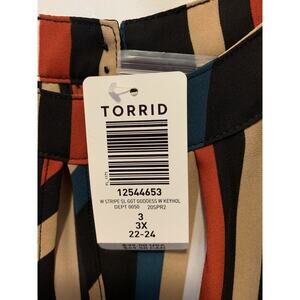 TORRID
12544653
W STRIPE SL GGT GODDESS W KEYHOL
DEPT 0050 20SPR2
3
3X
22-24